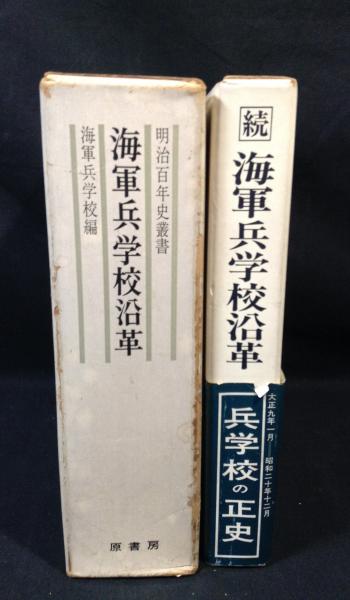 明治百年史叢書
海軍兵学校沿革
海軍兵学校編
原書房
続
海軍兵学校沿革
大正九年一月――昭和二十年十二月
兵学校の正史